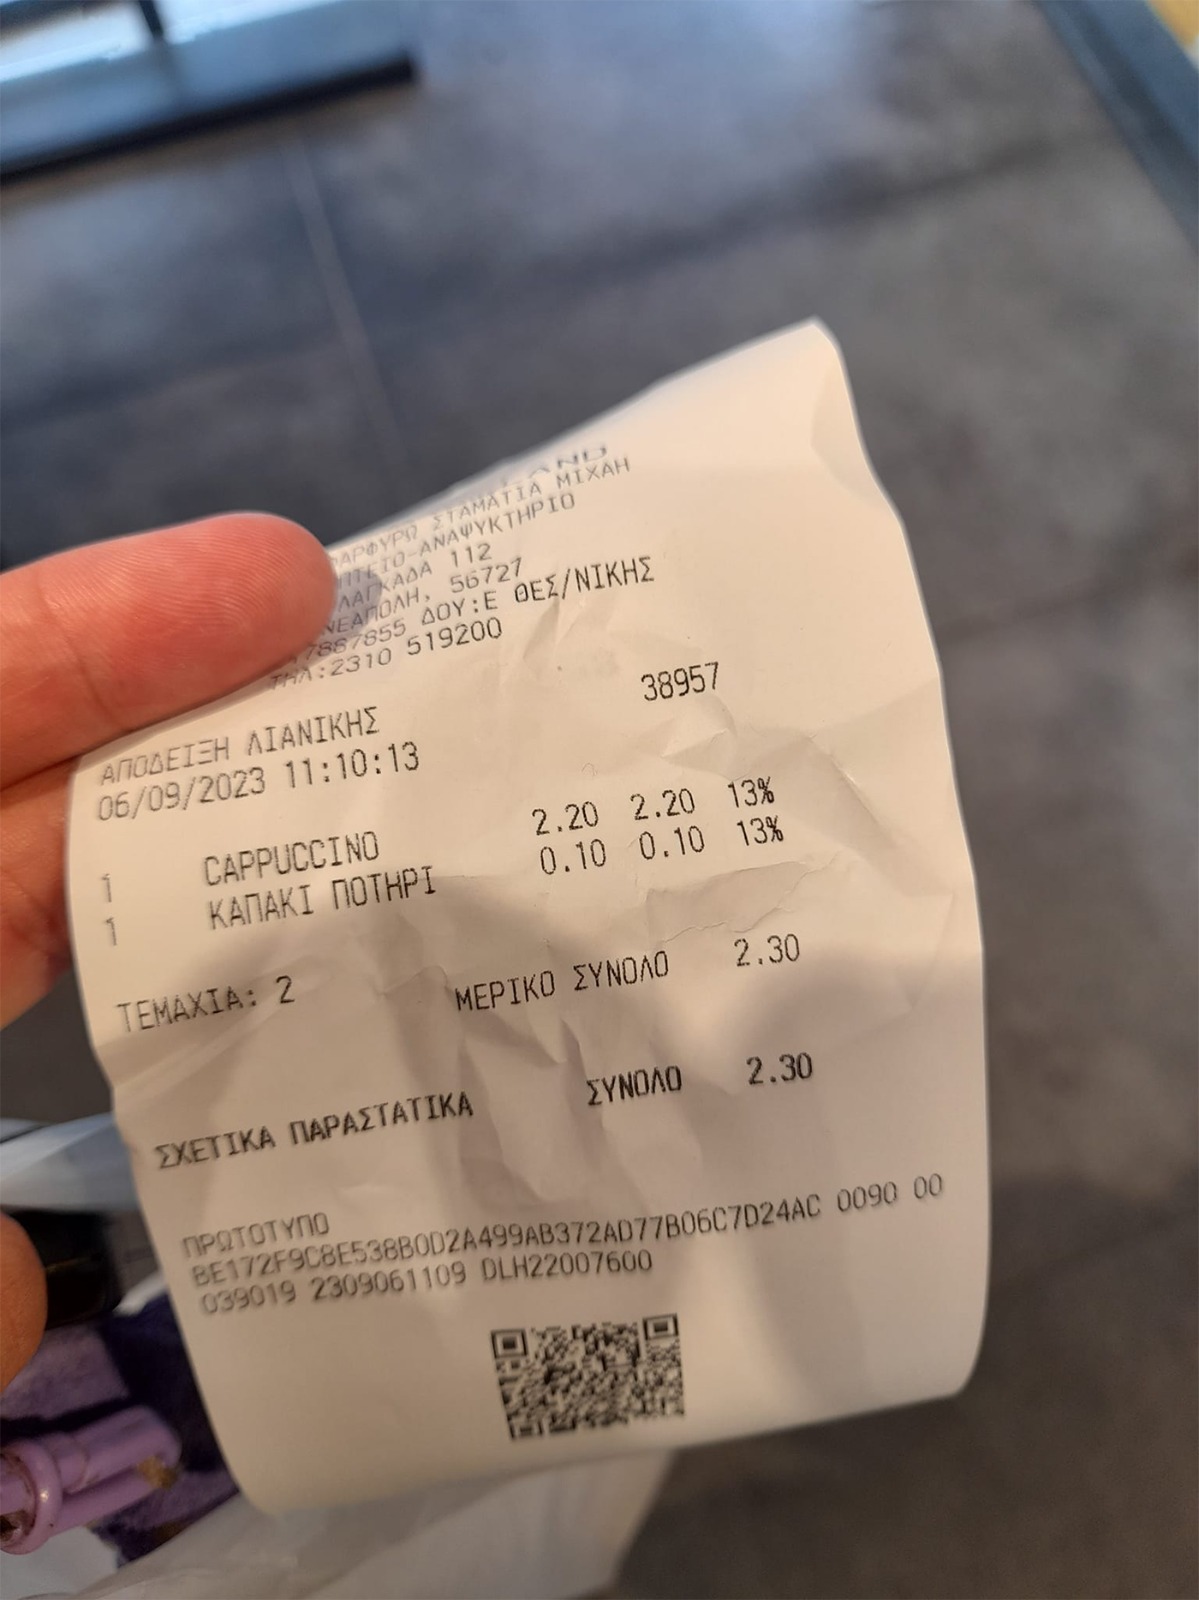 ΣΤΑΜΑΤΙΑ ΜΙΧΑΗ
ΠΤΕΙΟ-ΑΝΑΨΥΚΤΗΡΙΟ
ΛΑΓΚΑΔΑ 112
ΝΕΑΠΟΛΗ, 56727
ΔΟΥ:Ε ΘΕΣ/ΝΙΚΗΣ
ΤΗΛ:2310 519200
ΑΠΟΔΕΙΞΗ ΛΙΑΝΙΚΗΣ 38957
06/09/2023 11:10:13
1 CAPPUCCINO 2.20 2.20 13%
1 ΚΑΠΑΚΙ ΠΟΤΗΡΙ 0.10 0.10 13%
ΤΕΜΑΧΙΑ: 2 ΜΕΡΙΚΟ ΣΥΝΟΛΟ 2.30
ΣΥΝΟΛΟ 2.30
ΣΧΕΤΙΚΑ ΠΑΡΑΣΤΑΤΙΚΑ
ΠΡΩΤΟΤΥΠΟ
BE172F9C8E538B0D2A499AB372AD77B06C7D24AC 0090 00
039019 2309061109 DLH22007600